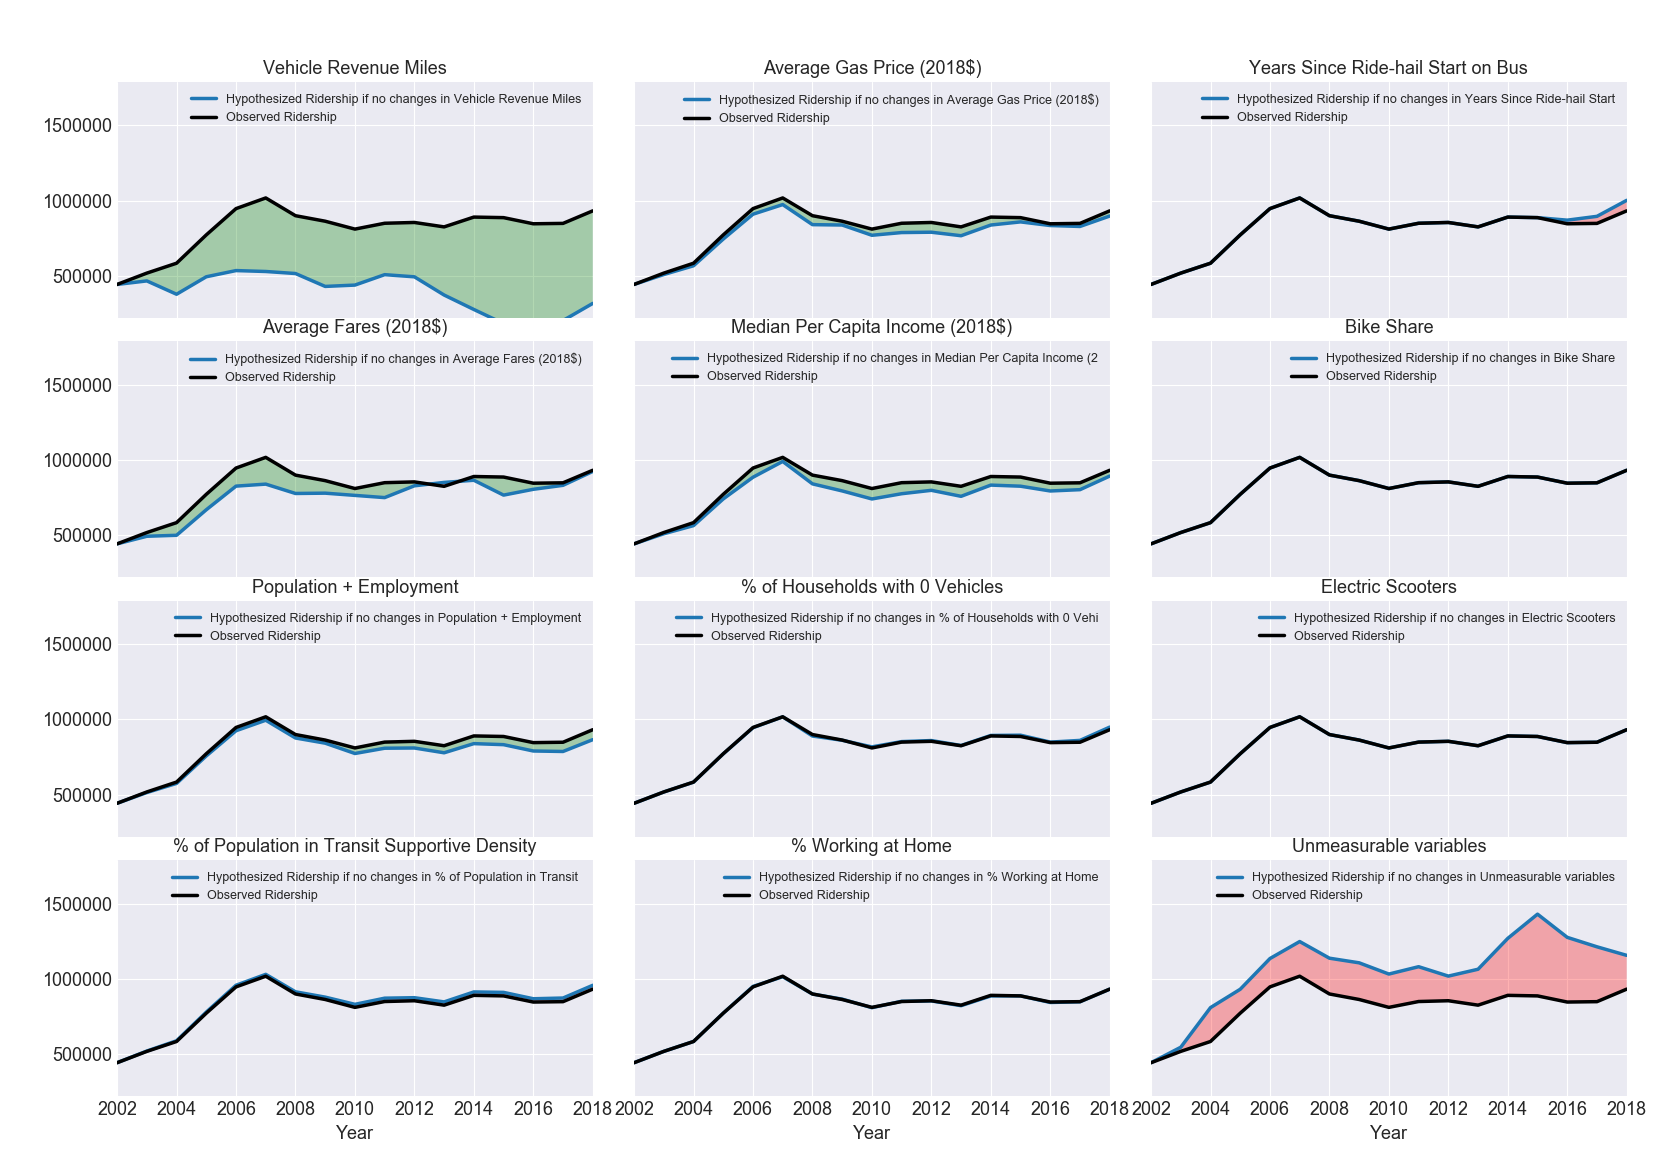 Vehicle Revenue Miles
Hypothesized Ridership if no changes in Vehicle Revenue Miles
Observed Ridership
1500000
1000000
500000
Average Gas Price (2018$)
Hypothesized Ridership if no changes in Average Gas Price (2018$)
Observed Ridership
Years Since Ride-hail Start on Bus
Hypothesized Ridership if no changes in Years Since Ride-hail Start
Observed Ridership
Average Fares (2018$)
Hypothesized Ridership if no changes in Average Fares (2018$)
Observed Ridership
1500000
1000000
500000
Median Per Capita Income (2018$)
Hypothesized Ridership if no changes in Median Per Capita Income (2
Observed Ridership
Bike Share
Hypothesized Ridership if no changes in Bike Share
Observed Ridership
Population + Employment
Hypothesized Ridership if no changes in Population + Employment
Observed Ridership
1500000
1000000
500000
% of Households with 0 Vehicles
Hypothesized Ridership if no changes in % of Households with 0 Vehi
Observed Ridership
Electric Scooters
Hypothesized Ridership if no changes in Electric Scooters
Observed Ridership
% of Population in Transit Supportive Density
Hypothesized Ridership if no changes in % of Population in Transit
Observed Ridership
1500000
1000000
500000
2002 2004 2006 2008 2010 2012 2014 2016 2018
Year
% Working at Home
Hypothesized Ridership if no changes in % Working at Home
Observed Ridership
2002 2004 2006 2008 2010 2012 2014 2016 2018
Year
Unmeasurable variables
Hypothesized Ridership if no changes in Unmeasurable variables
Observed Ridership
2002 2004 2006 2008 2010 2012 2014 2016 2018
Year